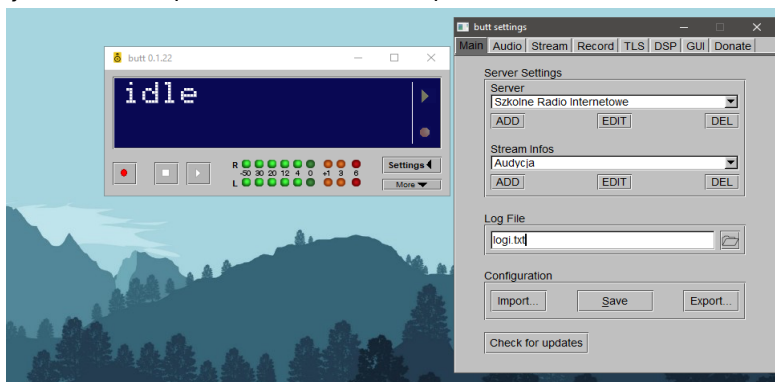 butt 0.1.22
idle
R
-50 30 20 12 4 0 +1 3 6
L
Settings
More
butt settings
Main Audio Stream Record TLS DSP GUI Donate
Server Settings
Server
Szkolne Radio Internetowe
ADD EDIT DEL
Stream Infos
Audycja
ADD EDIT DEL
Log File
logi.txt
Configuration
Import... Save Export...
Check for updates